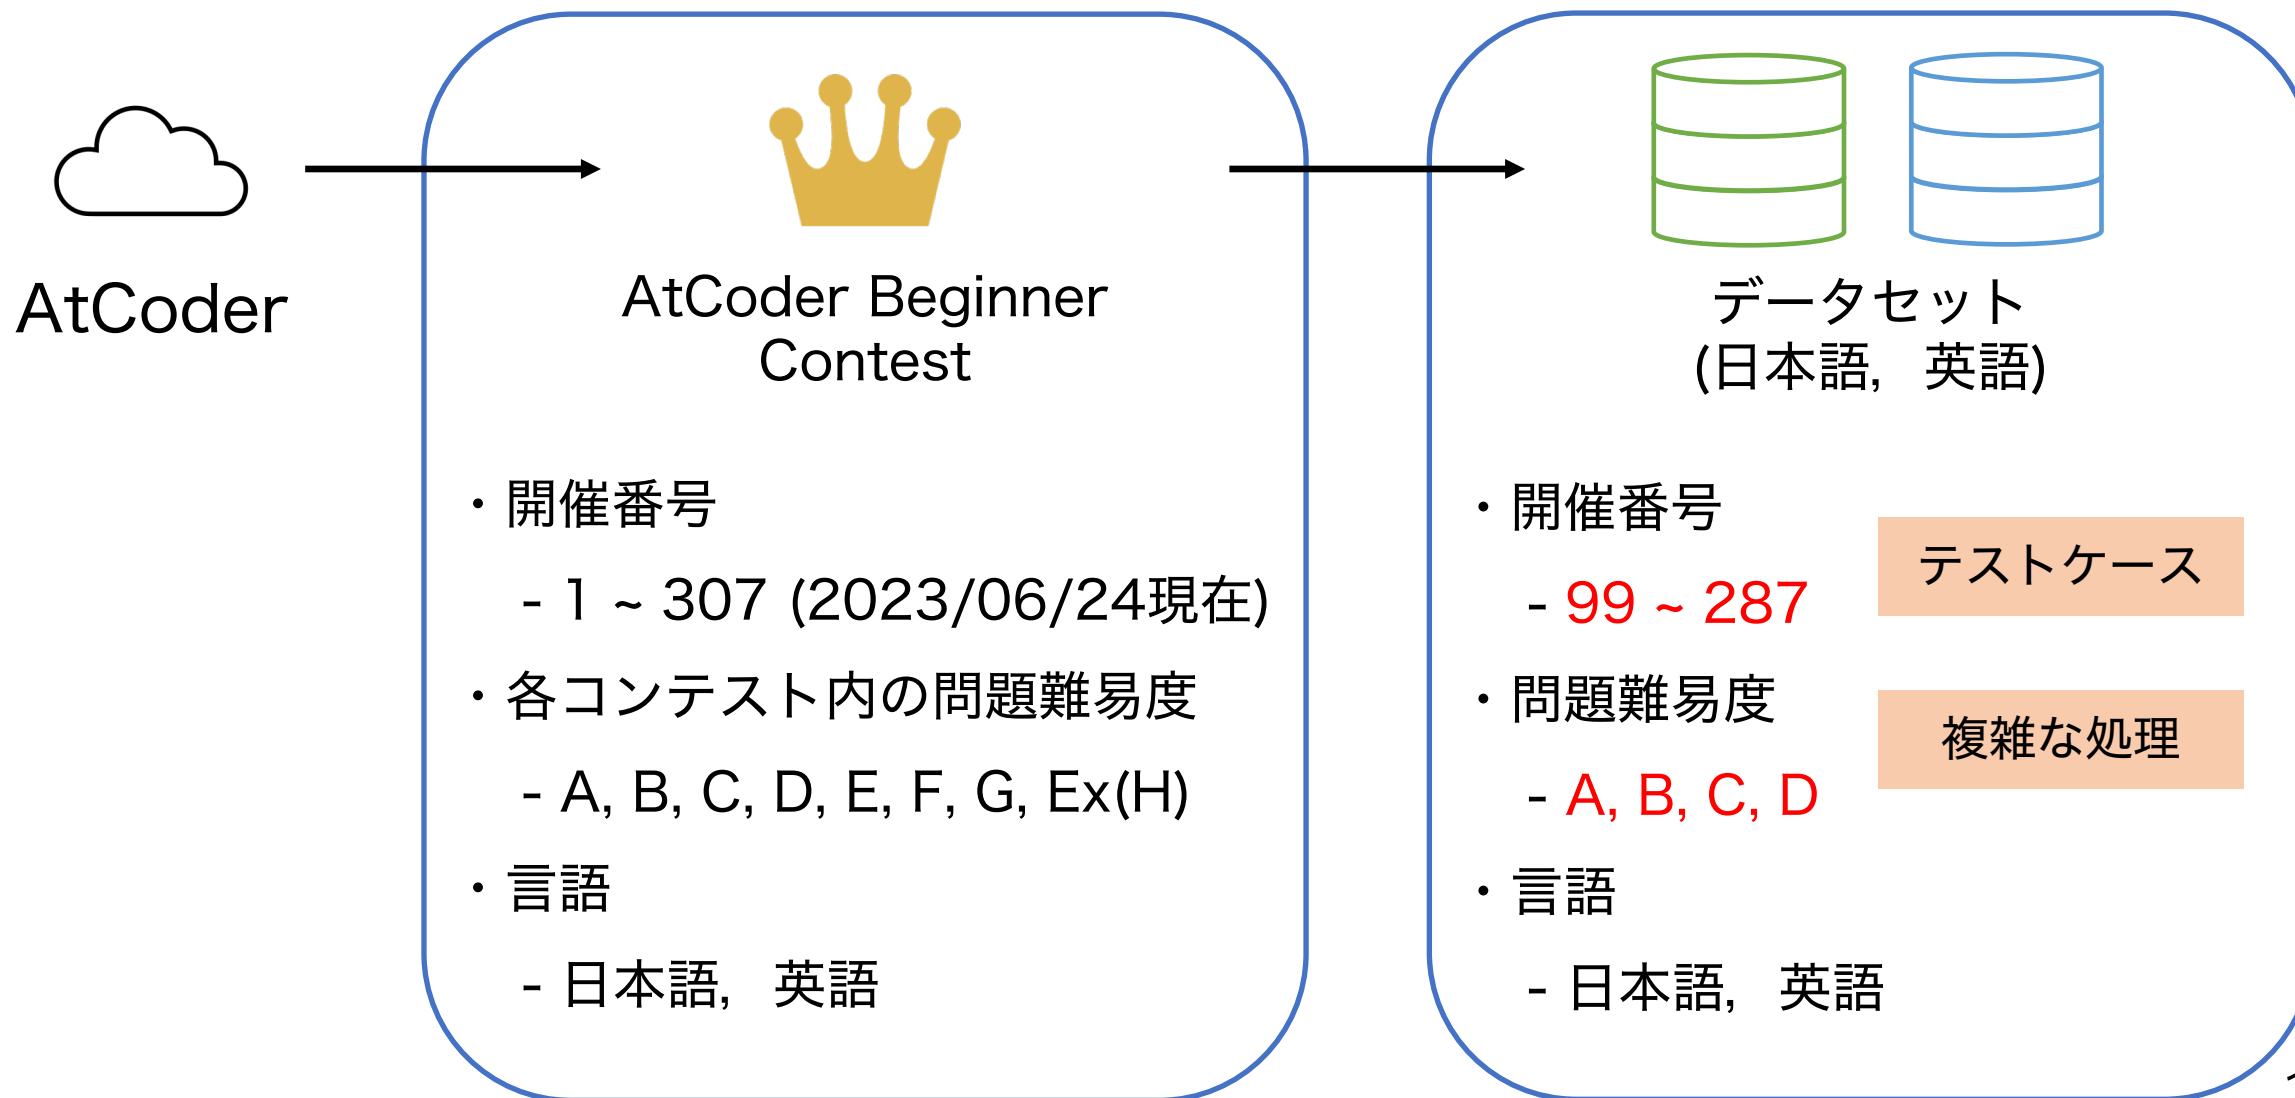 AtCoder
AtCoder Beginner
Contest
・開催番号
- 1 ~ 307 (2023/06/24現在)
・各コンテスト内の問題難易度
- A, B, C, D, E, F, G, Ex(H)
・言語
- 日本語, 英語
データセット
(日本語, 英語)
・開催番号
- 99 ~ 287
テストケース
・問題難易度
- A, B, C, D
複雑な処理
・言語
- 日本語, 英語